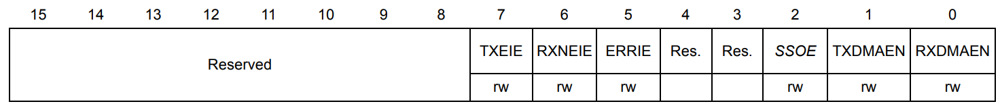 15 14 13 12 11 10 9 8 7 6 5 4 3 2 1 0
Reserved
TXEIE RXNEIE ERRIE Res. Res. SSOE TXDMAEN RXDMAEN
rw rw rw rw rw rw